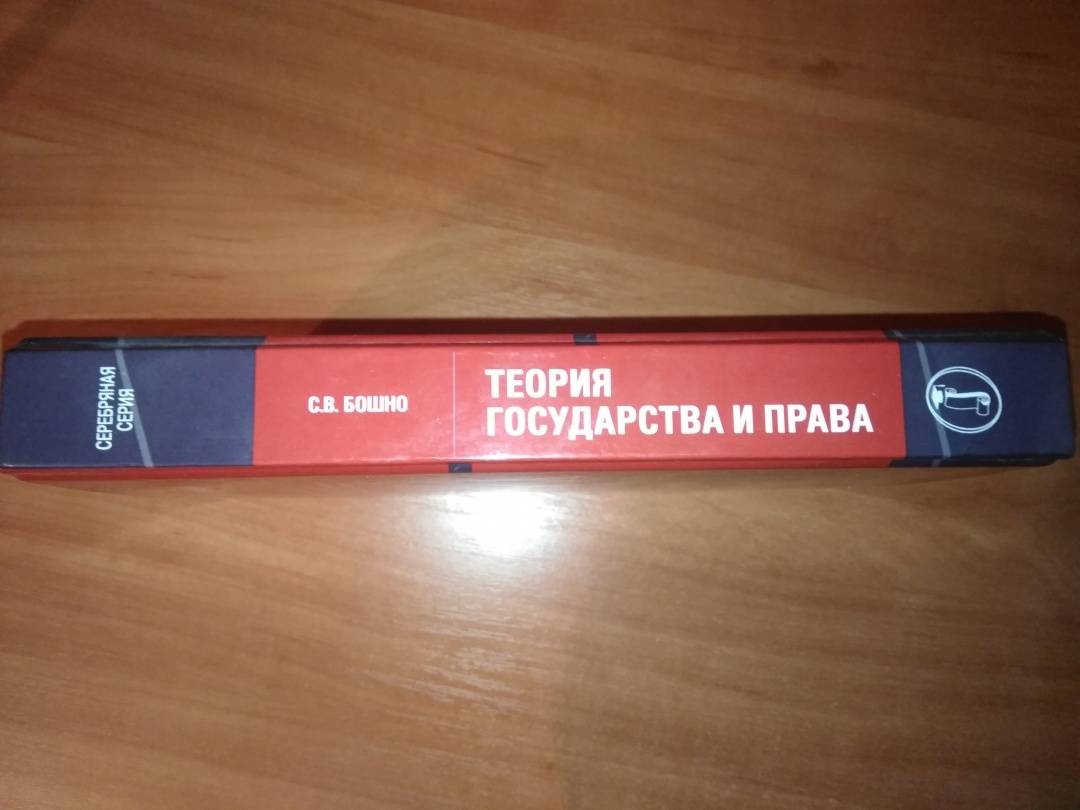 СЕРЕБРЯНАЯ
СЕРИЯ
С.В. БОШНО
ТЕОРИЯ
ГОСУДАРСТВА И ПРАВА